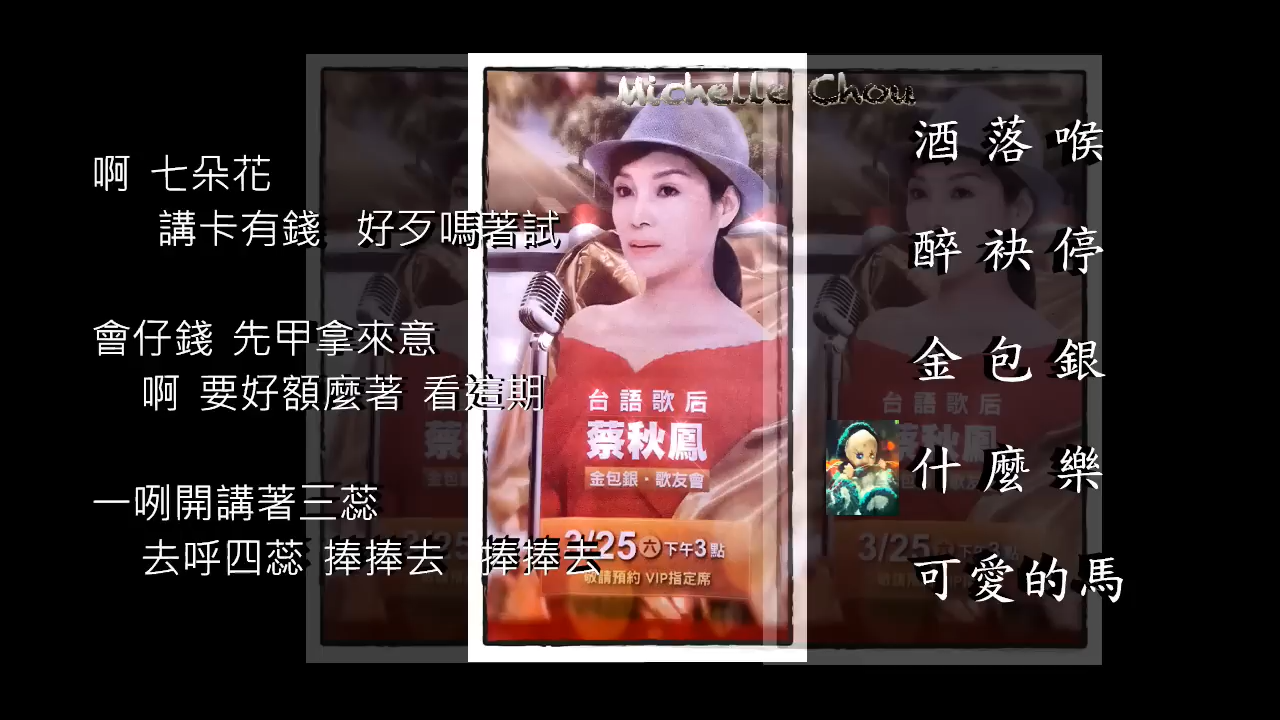 Michelle Chou
啊 七朵花
講卡有錢 好歹嗎著試
會仔錢 先甲拿來意
啊 要好額麼著 看這期
一咧開講著三蕊
去呼四蕊 捧捧去 捧捧去
台語歌后
蔡秋鳳
金包銀·歌友會
3/25 六 下午3點
敬請預約 VIP指定席
酒落喉
醉袂停
金包銀
什麼樂
可愛的馬